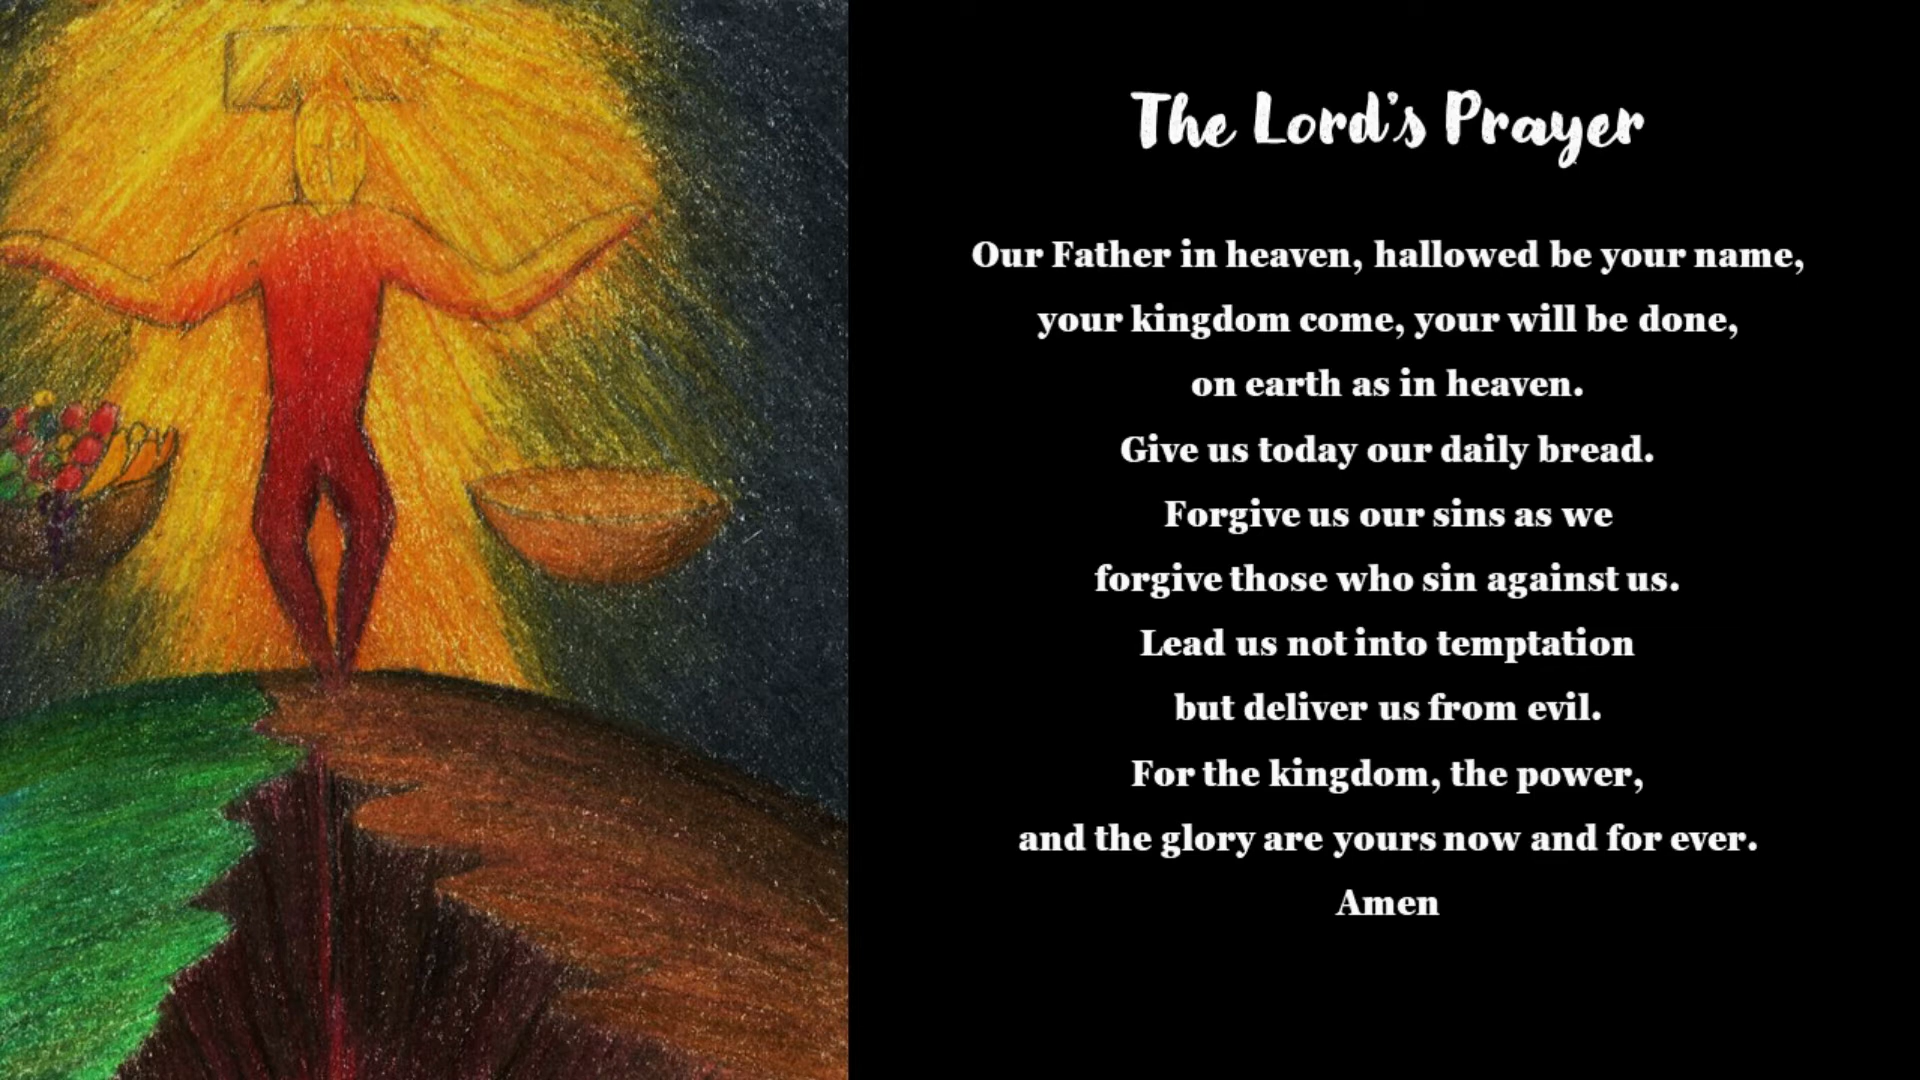 The Lord's Prayer
Our Father in heaven, hallowed be your name,
your kingdom come, your will be done,
on earth as in heaven.
Give us today our daily bread.
Forgive us our sins as we
forgive those who sin against us.
Lead us not into temptation
but deliver us from evil.
For the kingdom, the power,
and the glory are yours now and for ever.
Amen